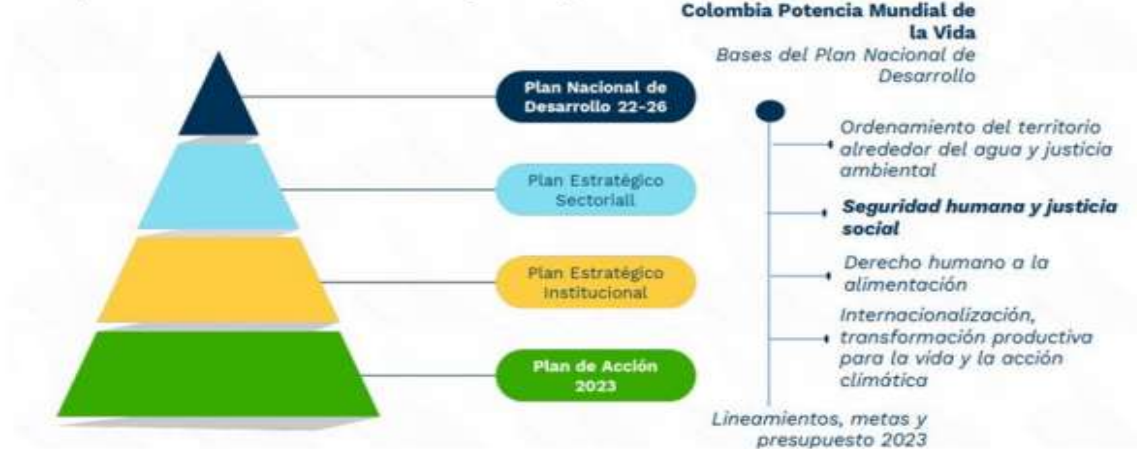 Plan Nacional de
Desarrollo 22-26
Plan Estratégico
Sectoriall
Plan Estratégico
Institucional
Plan de Acción
2023
Colombia Potencia Mundial de
la Vida
Bases del Plan Nacional de
Desarrollo
Ordenamiento del territorio
alrededor del agua y justicia
ambiental
Seguridad humana y justicia
social
Derecho humano a la
alimentación
Internacionalización,
transformación productiva
para la vida y la acción
climática
Lineamientos, metas y
presupuesto 2023